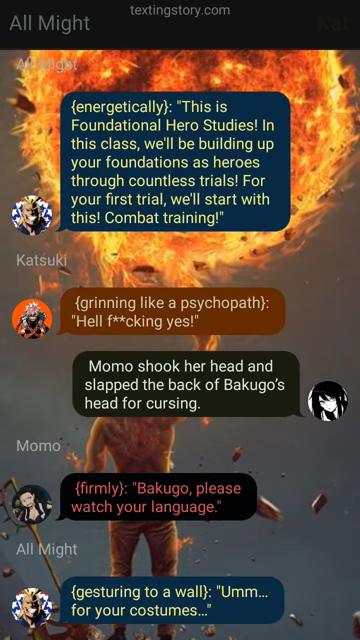 textingstory.com
All Might
Kat
All Might
{energetically}: "This is
Foundational Hero Studies! In
this class, we'll be building up
your foundations as heroes
through countless trials! For
your first trial, we'll start with
this! Combat training!"
Katsuki
{grinning like a psychopath}:
"Hell f**cking yes!"
Momo shook her head and
slapped the back of Bakugo's
head for cursing.
Momo
{firmly}: "Bakugo, please
watch your language."
All Might
{gesturing to a wall}: "Umm...
for your costumes..."